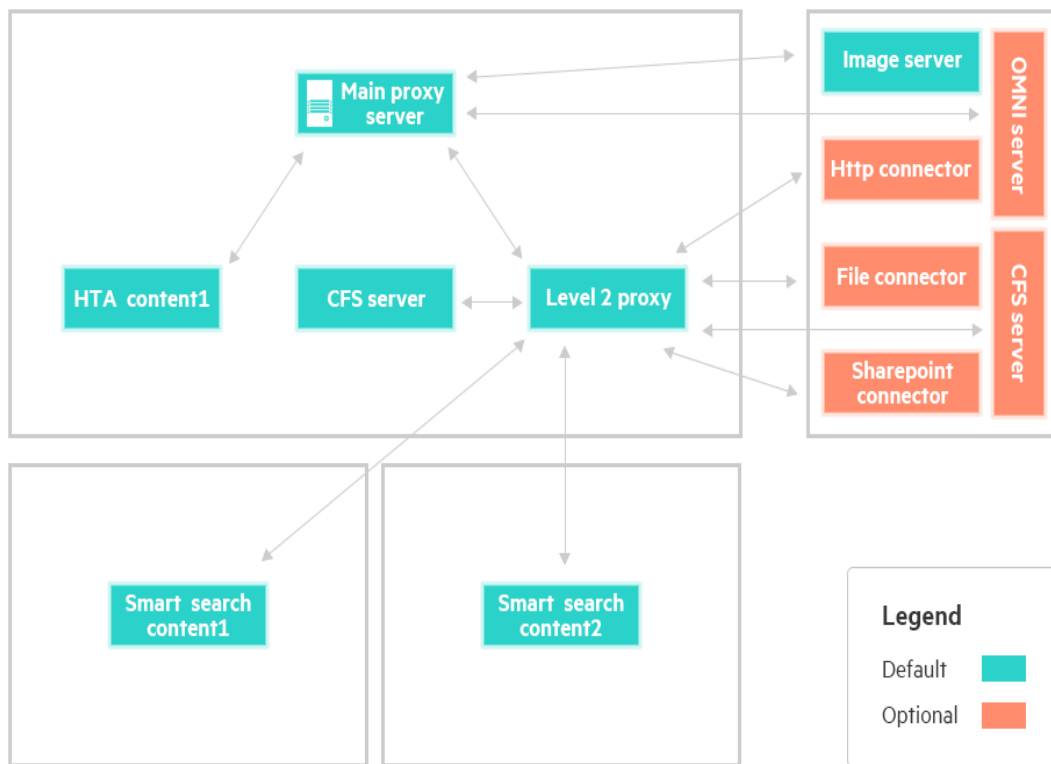 Main proxy
server
HTA content1
CFS server
Level 2 proxy
Image server
Http connector
File connector
Sharepoint
connector
OMNI server
CFS server
Smart search
content1
Smart search
content2
Legend
Default
Optional